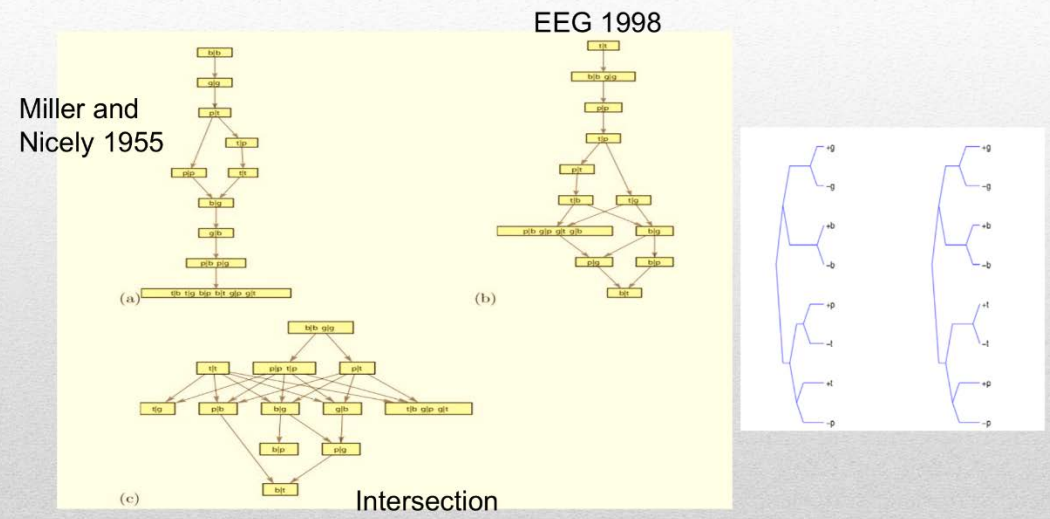 EEG 1998
Miller and
Nicely 1955
b|b
g|g
p|t
t|p
p|p
t|t
b|g
g|b
p|b p|g
t|b t|g b|p b|t g|p g|t
(a)
t|t
b|b g|g
p|p
t|p
p|t
t|b
t|g
p|b g|p g|t g|b
b|g
p|g
b|p
b|t
(b)
b|b g|g
t|t
p|p t|p
p|t
t|g
p|b
b|g
g|b
t|b g|p g|t
b|p
p|g
b|t
(c)
Intersection
+g
−g
+b
−b
+p
−t
+t
−p
+g
−g
+b
−b
+t
−t
+p
−p